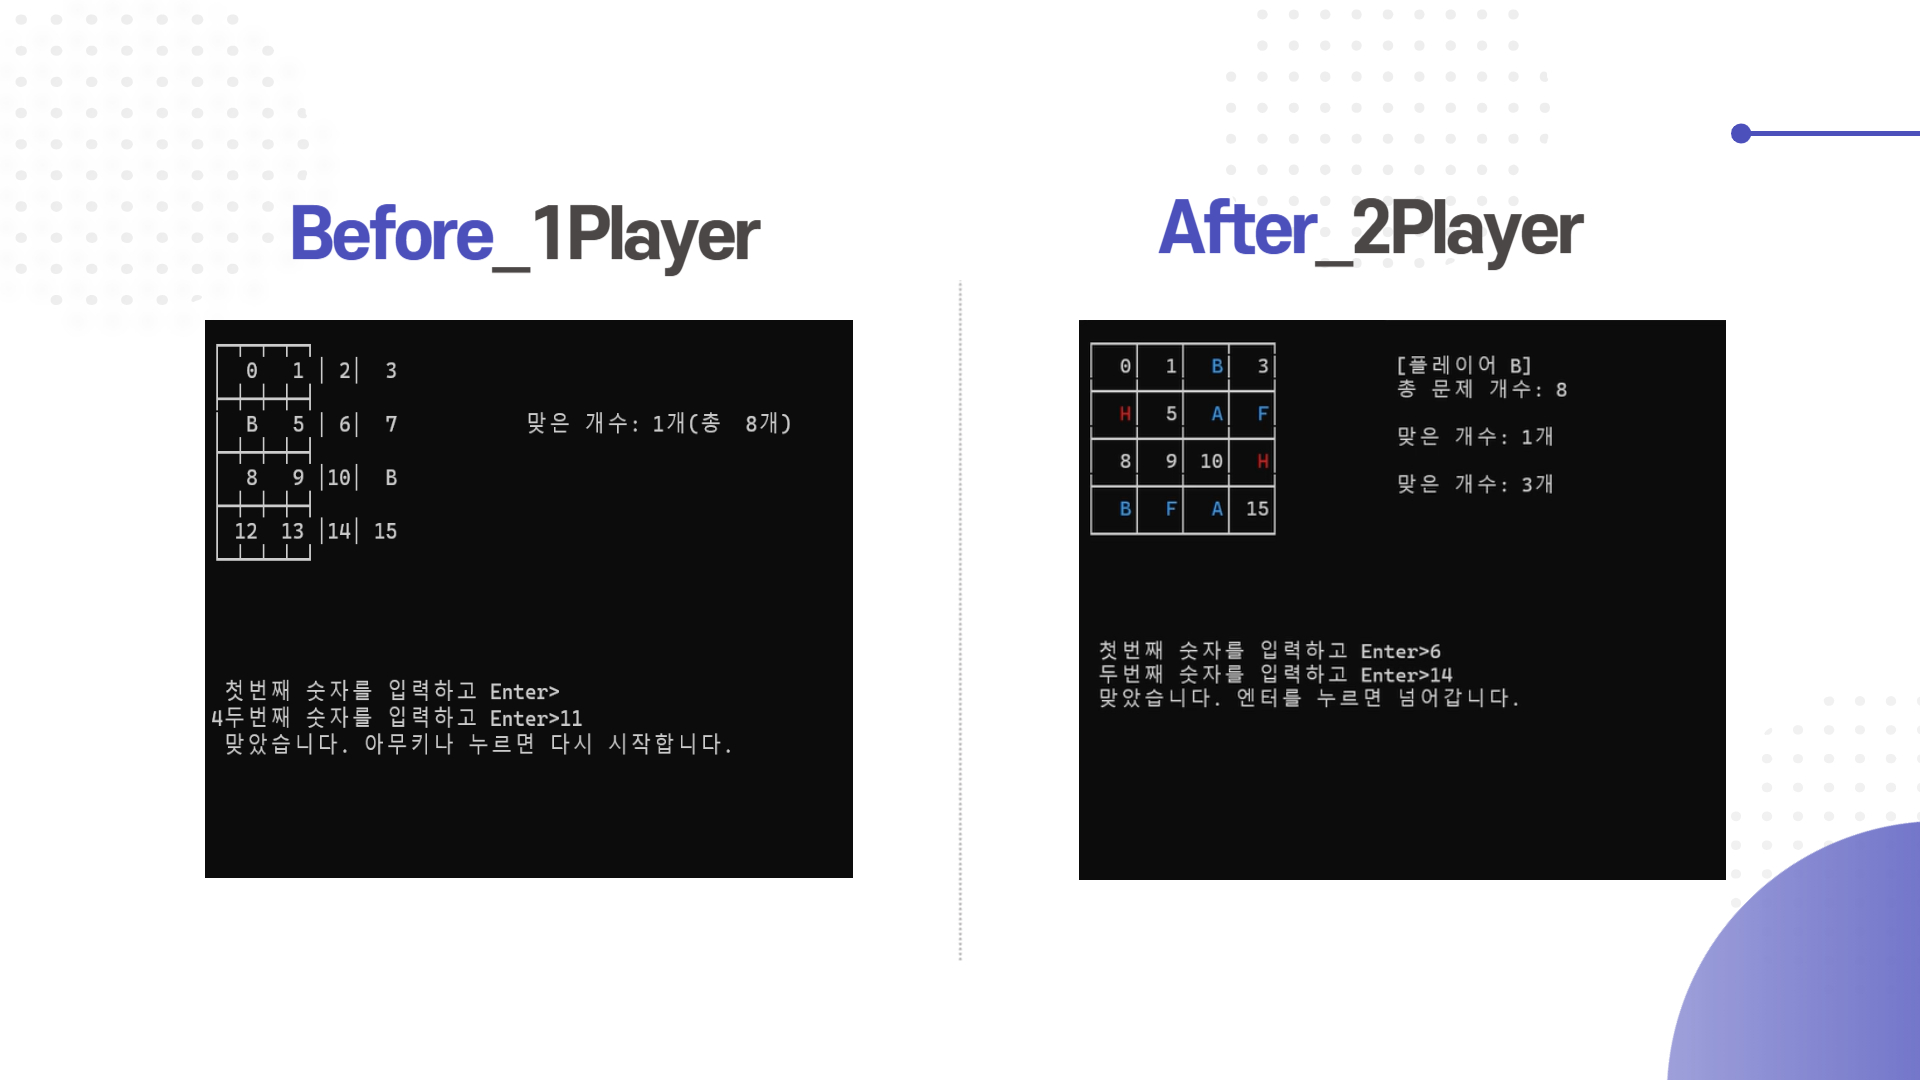 Before_1Player
0 1 | 2| 3
B 5 | 6| 7 맞은 개수: 1개(총 8개)
8 9 |10| B
12 13 |14| 15
첫번째 숫자를 입력하고 Enter>
4두번째 숫자를 입력하고 Enter>11
맞았습니다. 아무키나 누르면 다시 시작합니다.
After_2Player
0 1 B 3
H 5 A F
8 9 10 H
B F A 15
[플레이어 B]
총 문제 개수: 8
맞은 개수: 1개
맞은 개수: 3개
첫번째 숫자를 입력하고 Enter>6
두번째 숫자를 입력하고 Enter>14
맞았습니다. 엔터를 누르면 넘어갑니다.